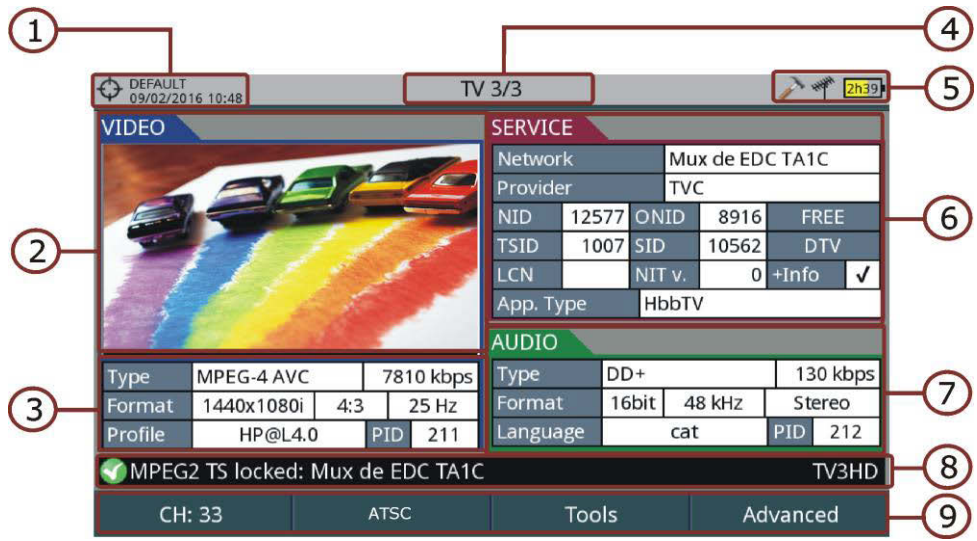 1
4
DEFAULT
09/02/2016 10:48
TV 3/3
2h39
5
VIDEO
2
SERVICE
Network Mux de EDC TA1C
Provider TVC
NID 12577 ONID 8916 FREE
TSID 1007 SID 10562 DTV
LCN NIT v. 0 +Info ✓
App. Type HbbTV
6
3
Type MPEG-4 AVC 7810 kbps
Format 1440x1080i 4:3 25 Hz
Profile HP@L4.0 PID 211
AUDIO
Type DD+ 130 kbps
Format 16bit 48 kHz Stereo
Language cat PID 212
7
MPEG2 TS locked: Mux de EDC TA1C TV3HD
8
CH: 33 ATSC Tools Advanced
9